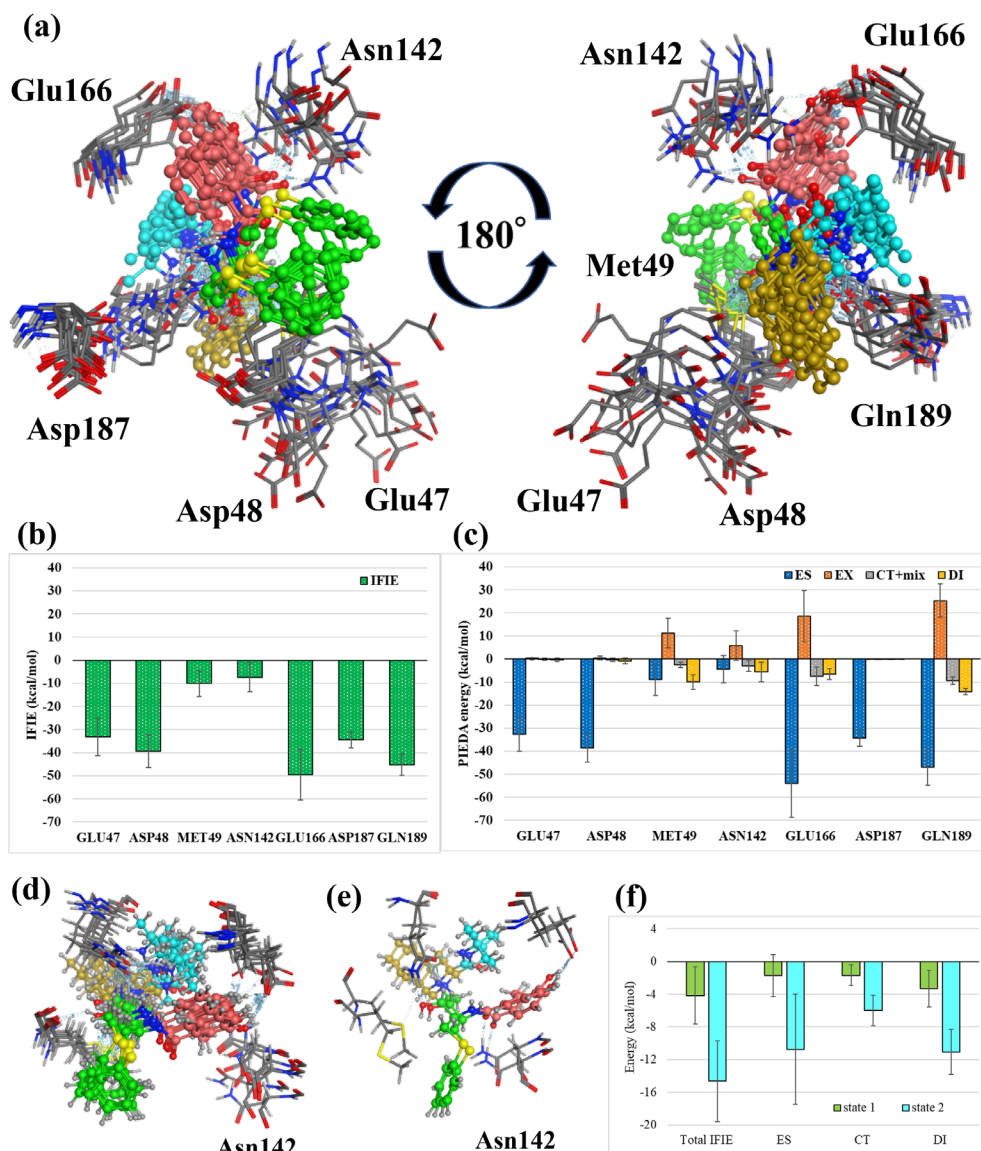 (a)
Asn142
Glu166
Asp187
Asp48
Glu47
180°
Asn142
Glu166
Met49
Glu47
Asp48
Gln189
(b)
IFIE (kcal/mol)
40
30
20
10
0
-10
-20
-30
-40
-50
-60
-70
IFIE
GLU47 ASP48 MET49 ASN142 GLU166 ASP187 GLN189
(c)
PIEDA energy (kcal/mol)
40
30
20
10
0
-10
-20
-30
-40
-50
-60
-70
ES EX CT+mix DI
GLU47 ASP48 MET49 ASN142 GLU166 ASP187 GLN189
(d)
Asn142
(e)
Asn142
(f)
Energy (kcal/mol)
4
0
-4
-8
-12
-16
-20
state 1 state 2
Total IFIE ES CT DI